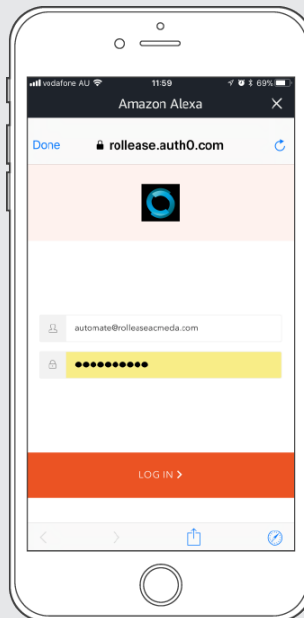 vodafone AU 11:59 69%
Amazon Alexa
Done rollease.auth0.com
automate@rolleaseacmeda.com
••••••••••
LOG IN >